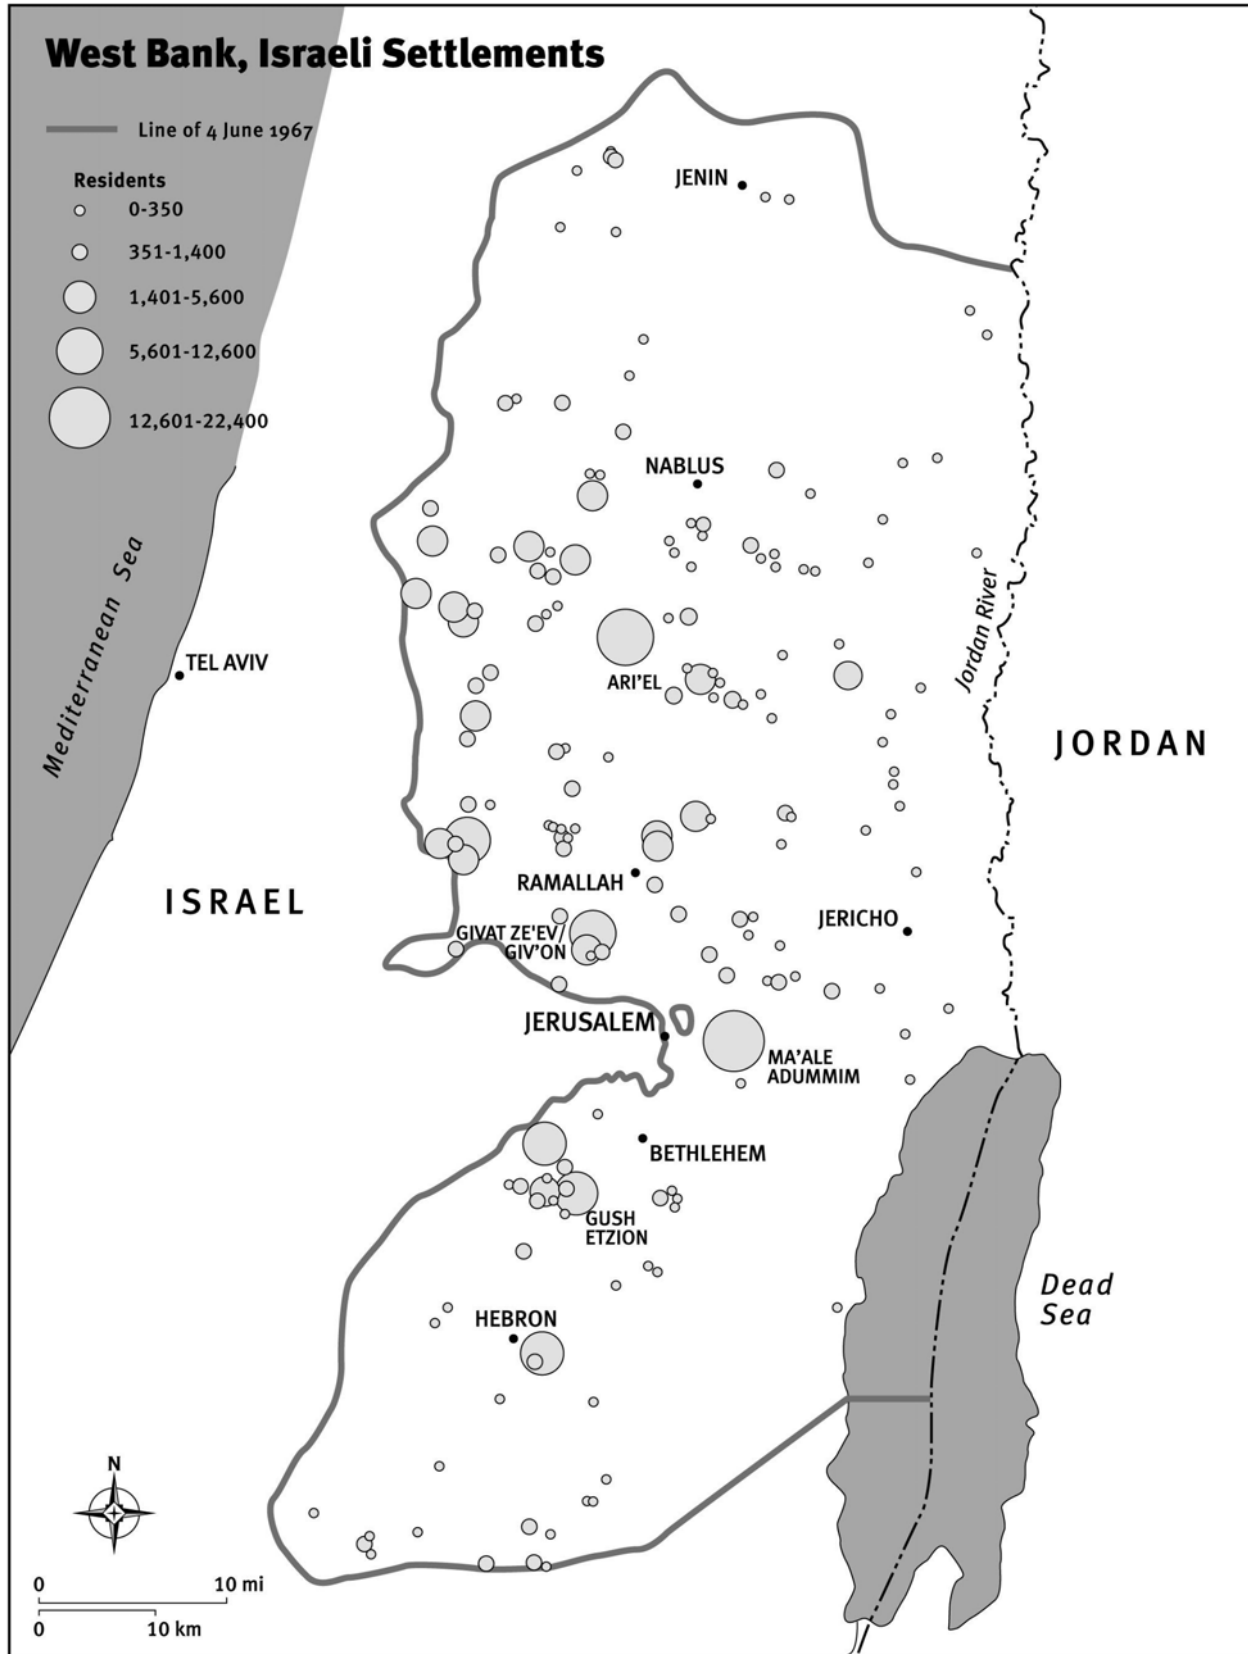 West Bank, Israeli Settlements
Line of 4 June 1967
Residents
0-350
351-1,400
1,401-5,600
5,601-12,600
12,601-22,400
JENIN
NABLUS
Mediterranean Sea
TEL AVIV
Jordan River
ARI'EL
JORDAN
ISRAEL
RAMALLAH
JERICHO
GIVAT ZE'EV/
GIV'ON
JERUSALEM
MA'ALE
ADUMMIM
BETHLEHEM
GUSH
ETZION
Dead
Sea
HEBRON
N
0 10 mi
0 10 km